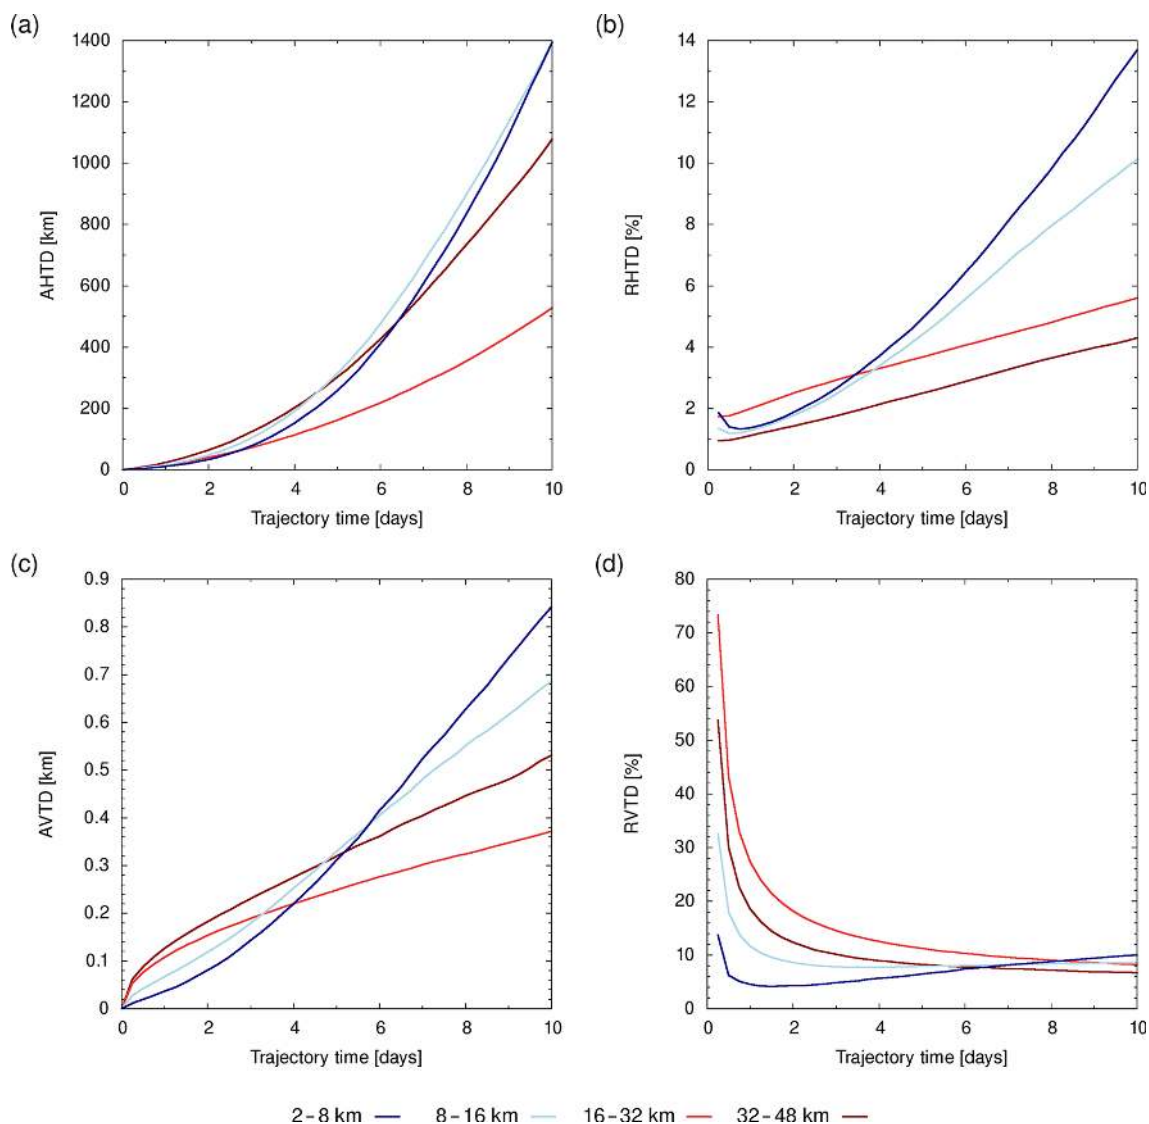 (a)
1400
1200
1000
800
600
400
200
0
AHTD [km]
0 2 4 6 8 10
Trajectory time [days]
(b)
14
12
10
8
6
4
2
0
RHTD [%]
0 2 4 6 8 10
Trajectory time [days]
(c)
0.9
0.8
0.7
0.6
0.5
0.4
0.3
0.2
0.1
0
AVTD [km]
0 2 4 6 8 10
Trajectory time [days]
(d)
80
70
60
50
40
30
20
10
0
RVTD [%]
0 2 4 6 8 10
Trajectory time [days]
2–8 km 8–16 km 16–32 km 32–48 km